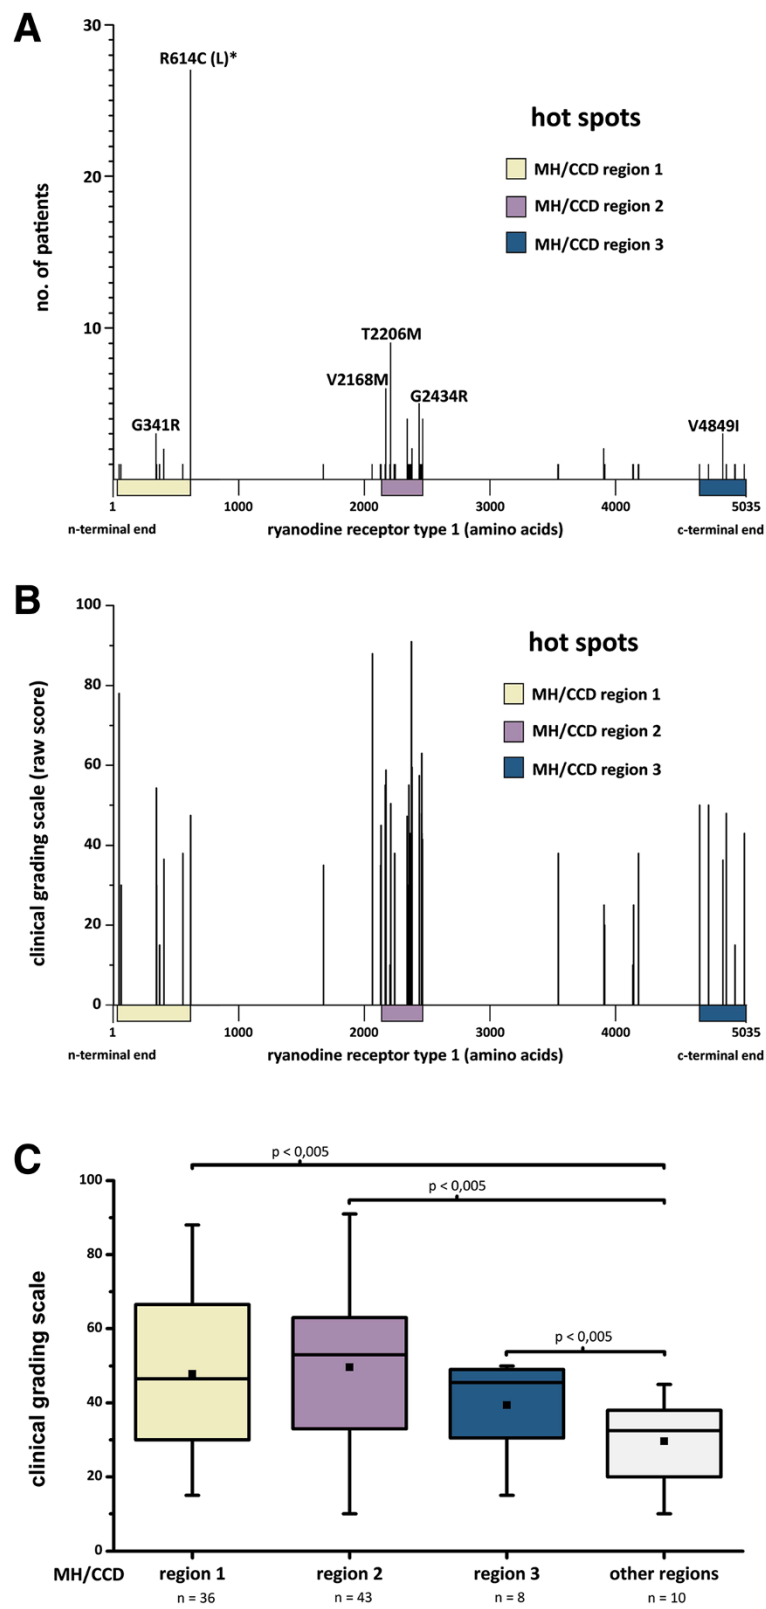 A
30
R614C (L)*
hot spots
MH/CCD region 1
20
MH/CCD region 2
MH/CCD region 3
no. of patients
10
T2206M
V2168M
G2434R
G341R
V4849I
1 1000 2000 3000 4000 5035
n-terminal end ryanodine receptor type 1 (amino acids) c-terminal end
B
100
hot spots
80
MH/CCD region 1
MH/CCD region 2
60
MH/CCD region 3
clinical grading scale (raw score)
40
20
0
1 1000 2000 3000 4000 5035
n-terminal end ryanodine receptor type 1 (amino acids) c-terminal end
C
p < 0,005
100
p < 0,005
80
60
p < 0,005
clinical grading scale
40
20
0
MH/CCD region 1 region 2 region 3 other regions
n = 36 n = 43 n = 8 n = 10